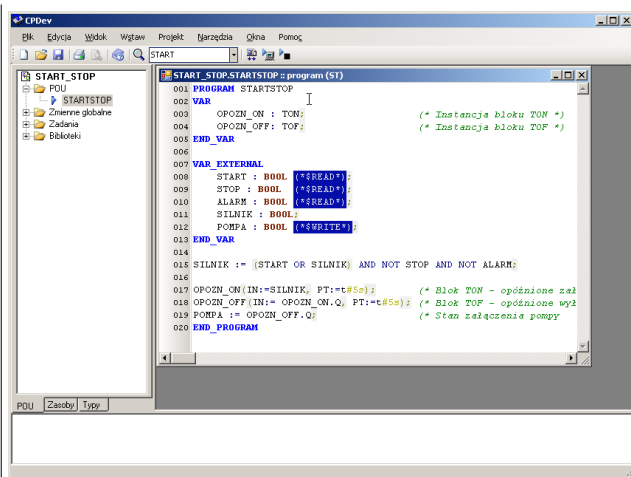 CPDev
Plik Edycja Widok Wstaw Projekt Narzędzia Okna Pomoc
START
START_STOP
POU
STARTSTOP
Zmienne globalne
Zadania
Biblioteki
START_STOP.STARTSTOP :: program (ST)
001 PROGRAM STARTSTOP
002 VAR
003 OPOZN_ON : TON; (* Instancja bloku TON *)
004 OPOZN_OFF: TOF; (* Instancja bloku TOF *)
005 END_VAR
006
007 VAR_EXTERNAL
008 START : BOOL (*$READ*);
009 STOP : BOOL (*$READ*);
010 ALARM : BOOL (*$READ*);
011 SILNIK : BOOL;
012 POMPA : BOOL (*$WRITE*);
013 END_VAR
014
015 SILNIK := (START OR SILNIK) AND NOT STOP AND NOT ALARM;
016
017 OPOZN_ON(IN:=SILNIK, PT:=t#5s); (* Blok TON - opóźnione zał
018 OPOZN_OFF(IN:= OPOZN_ON.Q, PT:=t#5s); (* Blok TOF - opóźnione wył
019 POMPA := OPOZN_OFF.Q; (* Stan załączenia pompy
020 END_PROGRAM
POU Zasoby Typy